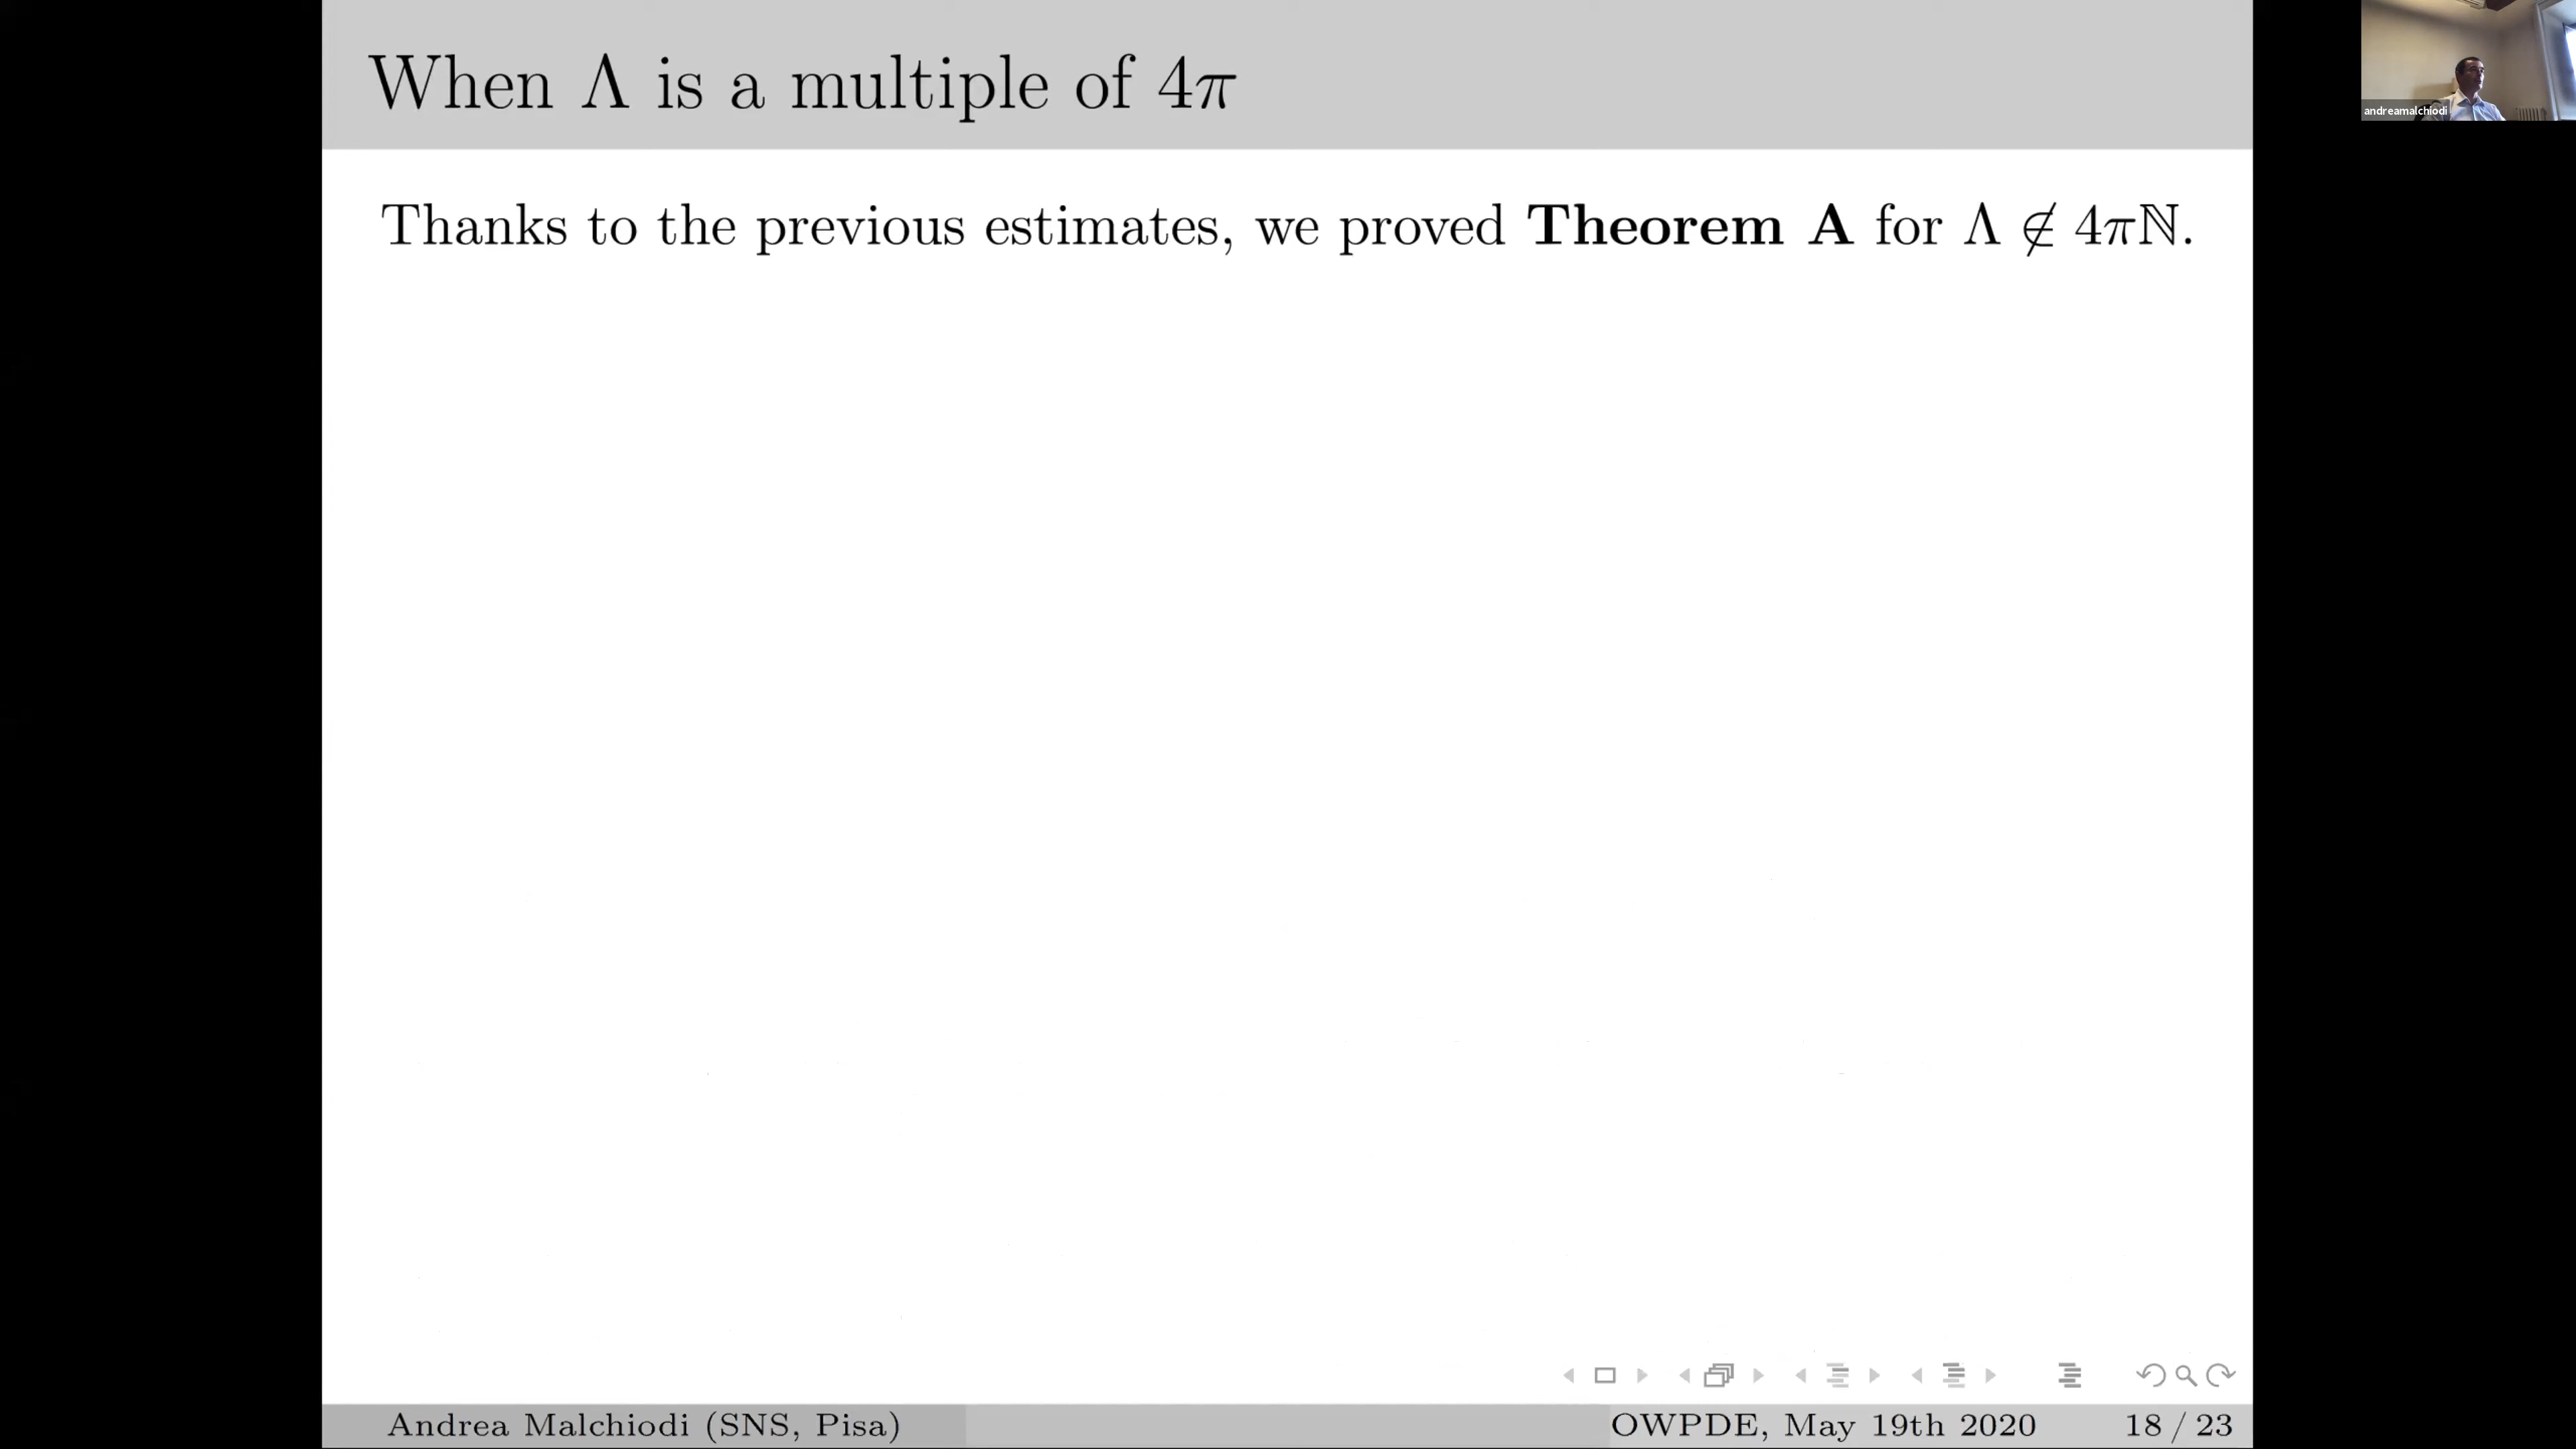 When Λ is a multiple of 4π
andreamalchiodi
Thanks to the previous estimates, we proved Theorem A for Λ ∉ 4πℕ.
Andrea Malchiodi (SNS, Pisa)
OWPDE, May 19th 2020
18 / 23